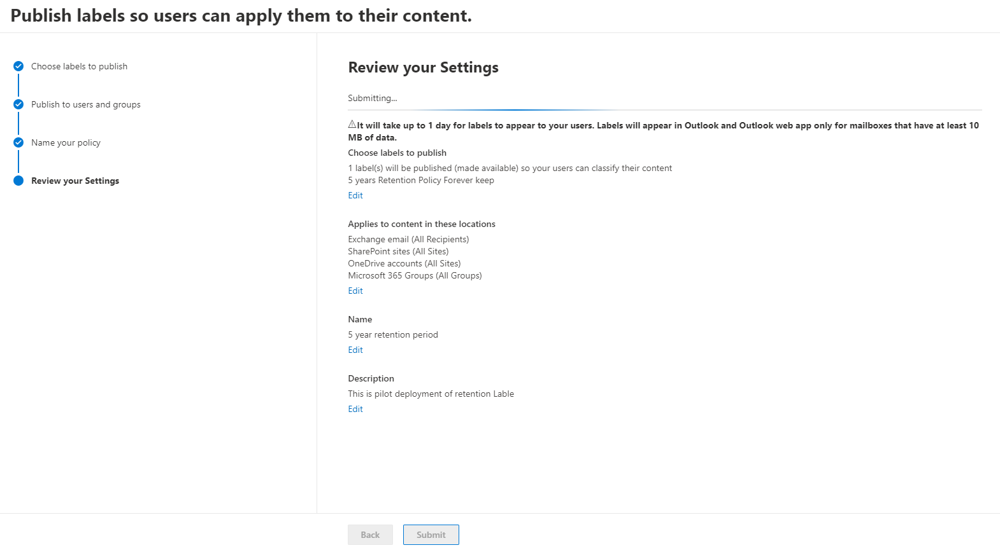 Publish labels so users can apply them to their content.
Choose labels to publish
Publish to users and groups
Name your policy
Review your Settings
Review your Settings
Submitting...
It will take up to 1 day for labels to appear to your users. Labels will appear in Outlook and Outlook web app only for mailboxes that have at least 10
MB of data.
Choose labels to publish
1 label(s) will be published (made available) so your users can classify their content
5 years Retention Policy Forever keep
Edit
Applies to content in these locations
Exchange email (All Recipients)
SharePoint sites (All Sites)
OneDrive accounts (All Sites)
Microsoft 365 Groups (All Groups)
Edit
Name
5 year retention period
Edit
Description
This is pilot deployment of retention Lable
Edit
Back
Submit